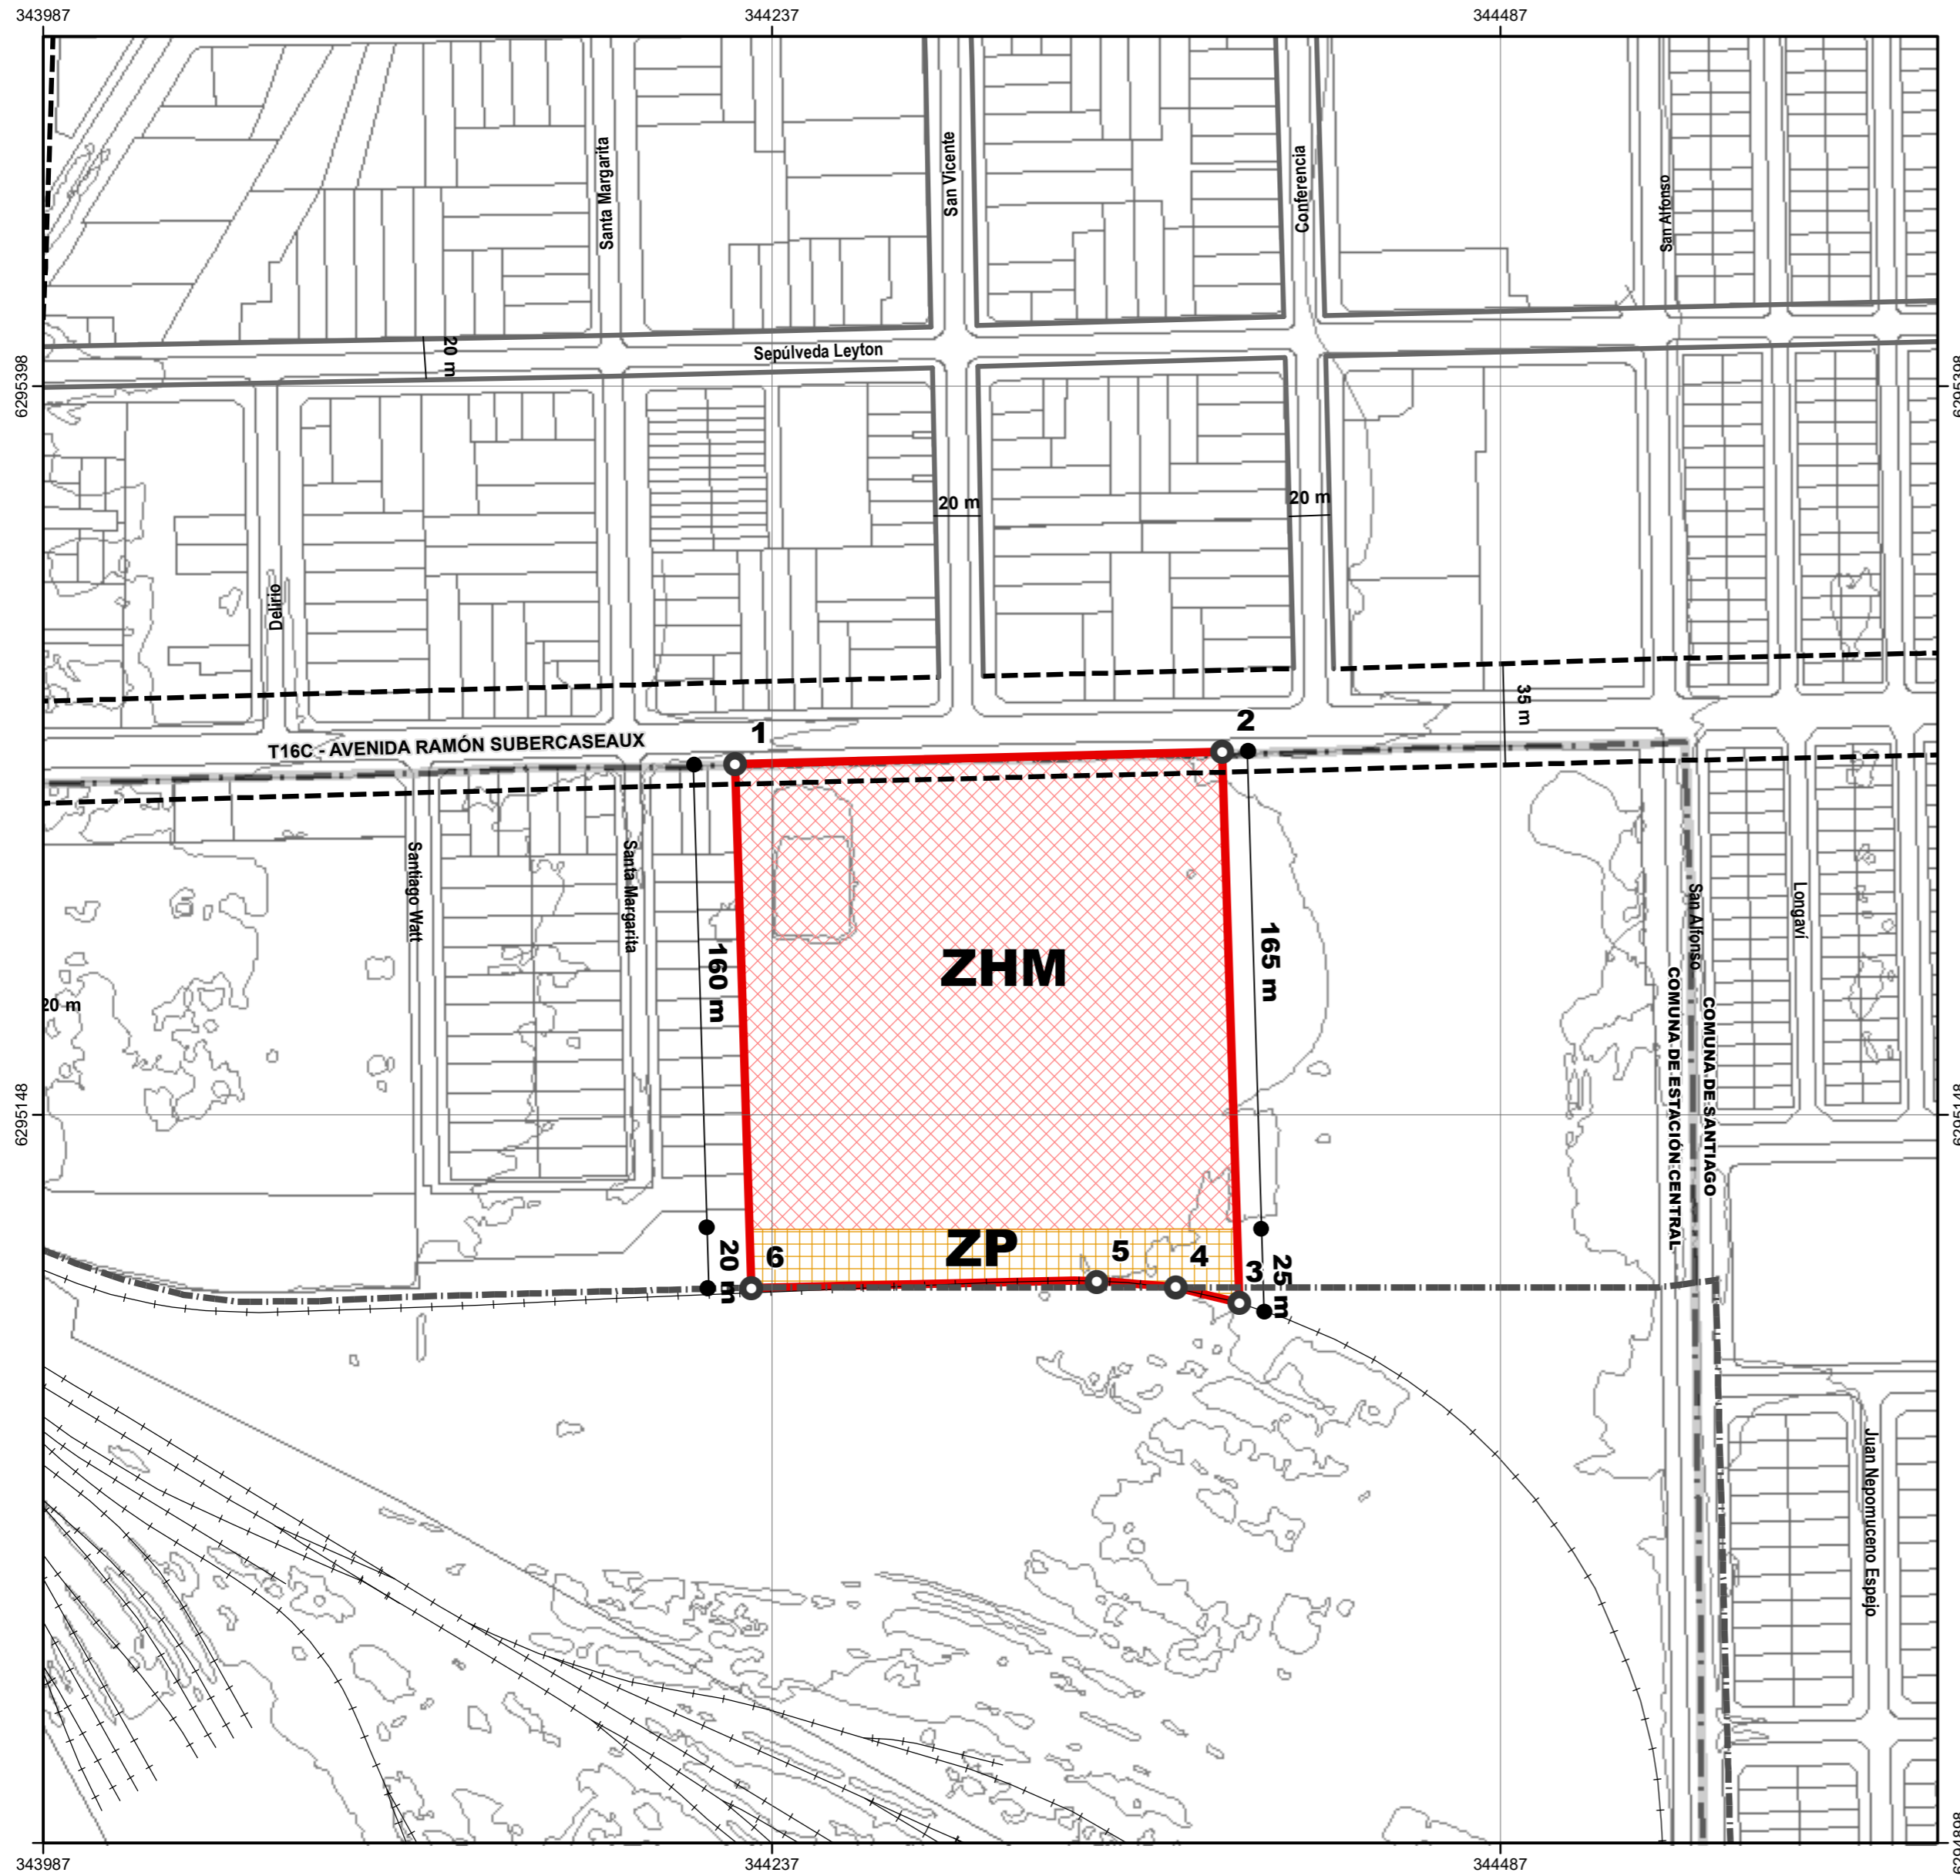 343987
344237
344487
Santa Margarita
San Vicente
Conferencia
San Alfonso
20 m
Sepúlveda Leyton
6295398
6295398
20 m
20 m
Delirio
35 m
1
2
T16C - AVENIDA RAMÓN SUBERCASEAUX
Santiago Watt
Santa Margarita
160 m
ZHM
165 m
San Alfonso
Longaví
20 m
COMUNA DE ESTACIÓN CENTRAL
COMUNA DE SANTIAGO
6295148
6295148
ZP
20 m
6
5
4
3
25 m
Juan Nepomuceno Espejo
343987
344237
344487